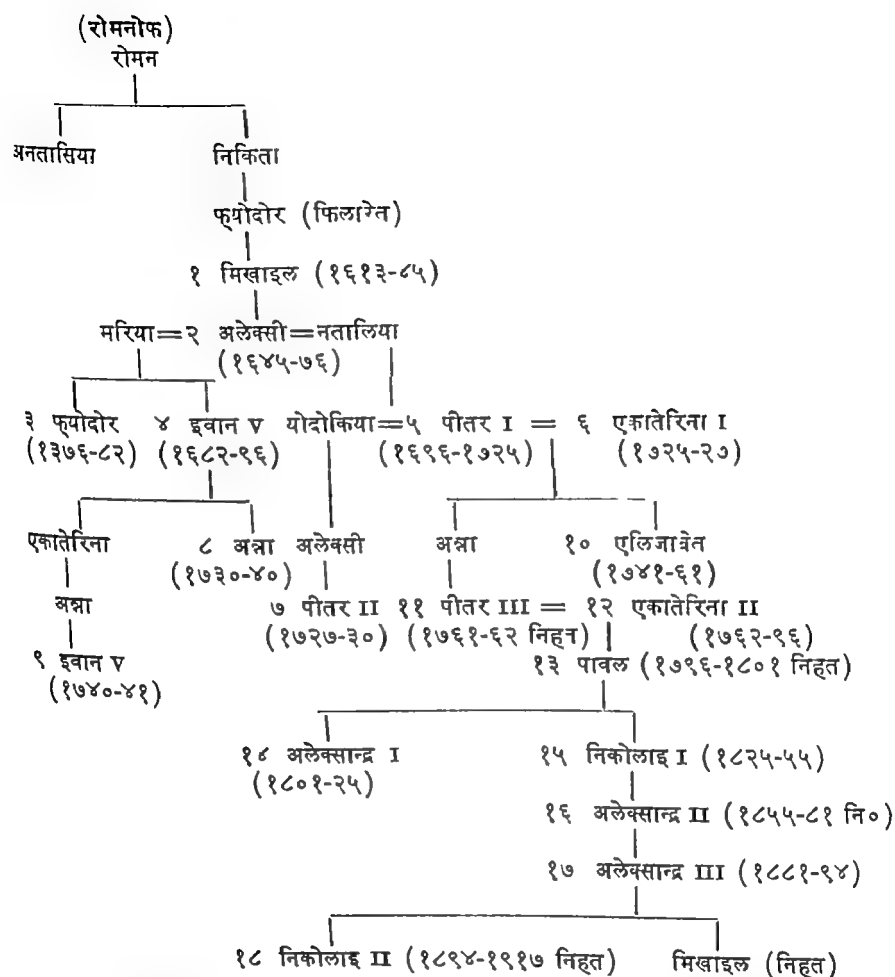 (रोमनोफ)
रोमन
अनतासिया निकिता
फ्योदोर (फिलारेत)
१ मिखाइल (१६१३-८५)
मरिया=२ अलेक्सी=नतालिया
(१६४५-७६)
३ फ्योदोर ४ इवान V योदोकिया=५ पीतर I = ६ एकातेरिना I
(१३७६-८२) (१६८२-९६) (१६९६-१७२५) (१७२५-२७)
एकातेरिना ८ अन्ना अलेक्सी अन्ना १० एलिजाबेत
(१७३०-४०) (१७४१-६१)
अन्ना ७ पीतर II ११ पीतर III = १२ एकातेरिना II
(१७२७-३०) (१७६१-६२ निहत) (१७६२-९६)
९ इवान V १३ पावल (१७९६-१८०१ निहत)
(१७४०-४१)
१४ अलेक्सान्द्र I १५ निकोलाइ I (१८२५-५५)
(१८०१-२५)
१६ अलेक्सान्द्र II (१८५५-८१ नि०)
१७ अलेक्सान्द्र III (१८८१-९४)
१८ निकोलाइ II (१८९४-१९१७ निहत) मिखाइल (निहत)